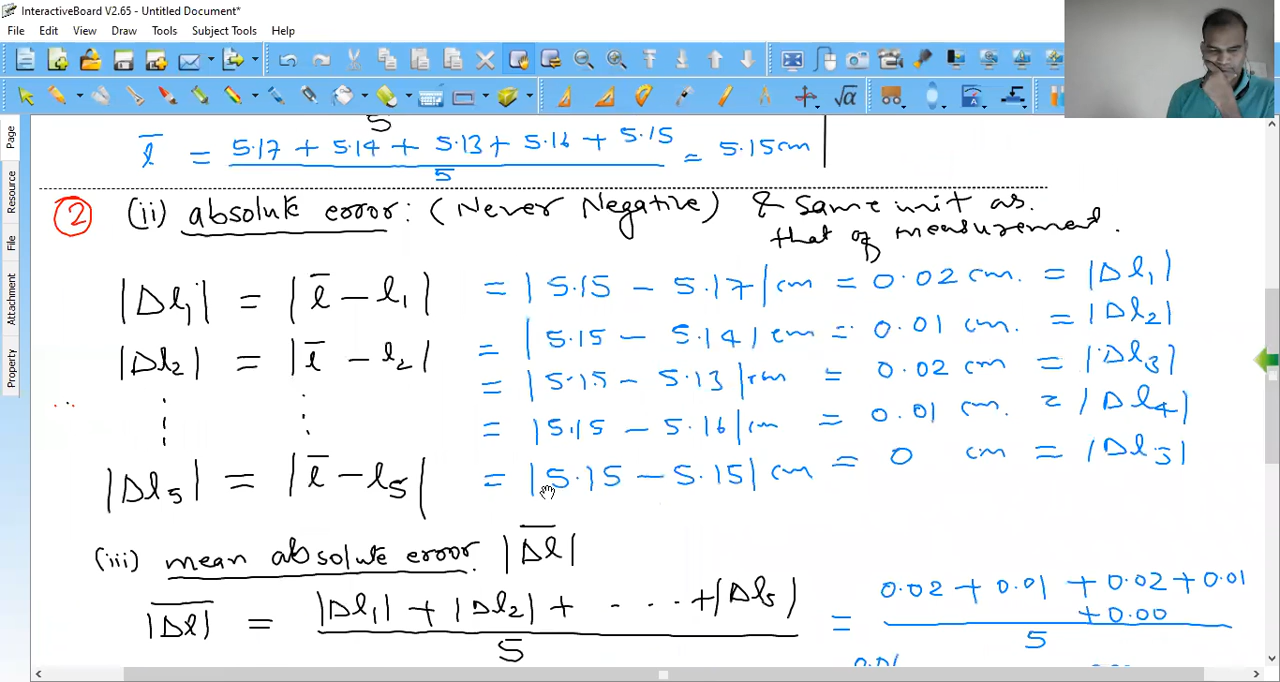 InteractiveBoard V2.65 - Untitled Document*
File Edit View Draw Tools Subject Tools Help
Page
Resource
File
Attachment
Property
5
l̅ = (5.17 + 5.14 + 5.13 + 5.16 + 5.15)/5 = 5.15 cm
② (ii) absolute error: (Never Negative) & same unit as
that of measurement.
|Δl₁| = |l̅ - l₁| = |5.15 - 5.17| cm = 0.02 cm. = |Δl₁|
|Δl₂| = |l̅ - l₂| = |5.15 - 5.14| cm = 0.01 cm. = |Δl₂|
= |5.15 - 5.13| cm = 0.02 cm. = |Δl₃|
= |5.15 - 5.16| cm = 0.01 cm. = |Δl₄|
|Δl₅| = |l̅ - l₅| = |5.15 - 5.15| cm = 0 cm = |Δl₅|
(iii) mean absolute error. |Δl̅|
|Δl̅| = (|Δl₁| + |Δl₂| + . . . + |Δl₅|)/5 = (0.02 + 0.01 + 0.02 + 0.01 + 0.00)/5